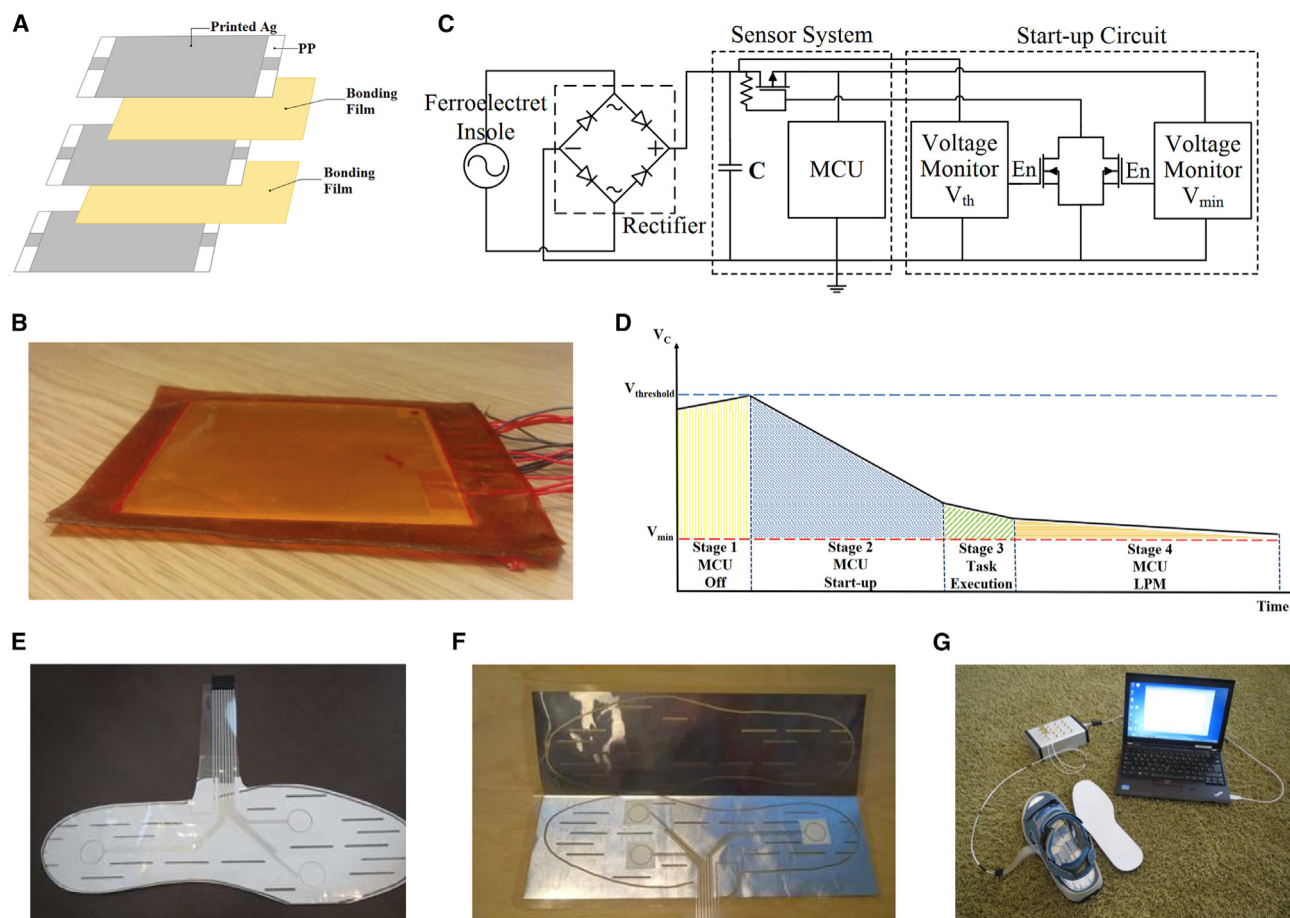 A
Printed Ag
PP
Bonding
Film
Bonding
Film
B
C
Sensor System
Start-up Circuit
Ferroelectret
Insole
Rectifier
C
MCU
Voltage
Monitor
Vth
En
En
Voltage
Monitor
Vmin
D
VC
Vthreshold
Vmin
Stage 1
MCU
Off
Stage 2
MCU
Start-up
Stage 3
Task
Execution
Stage 4
MCU
LPM
Time
E
F
G